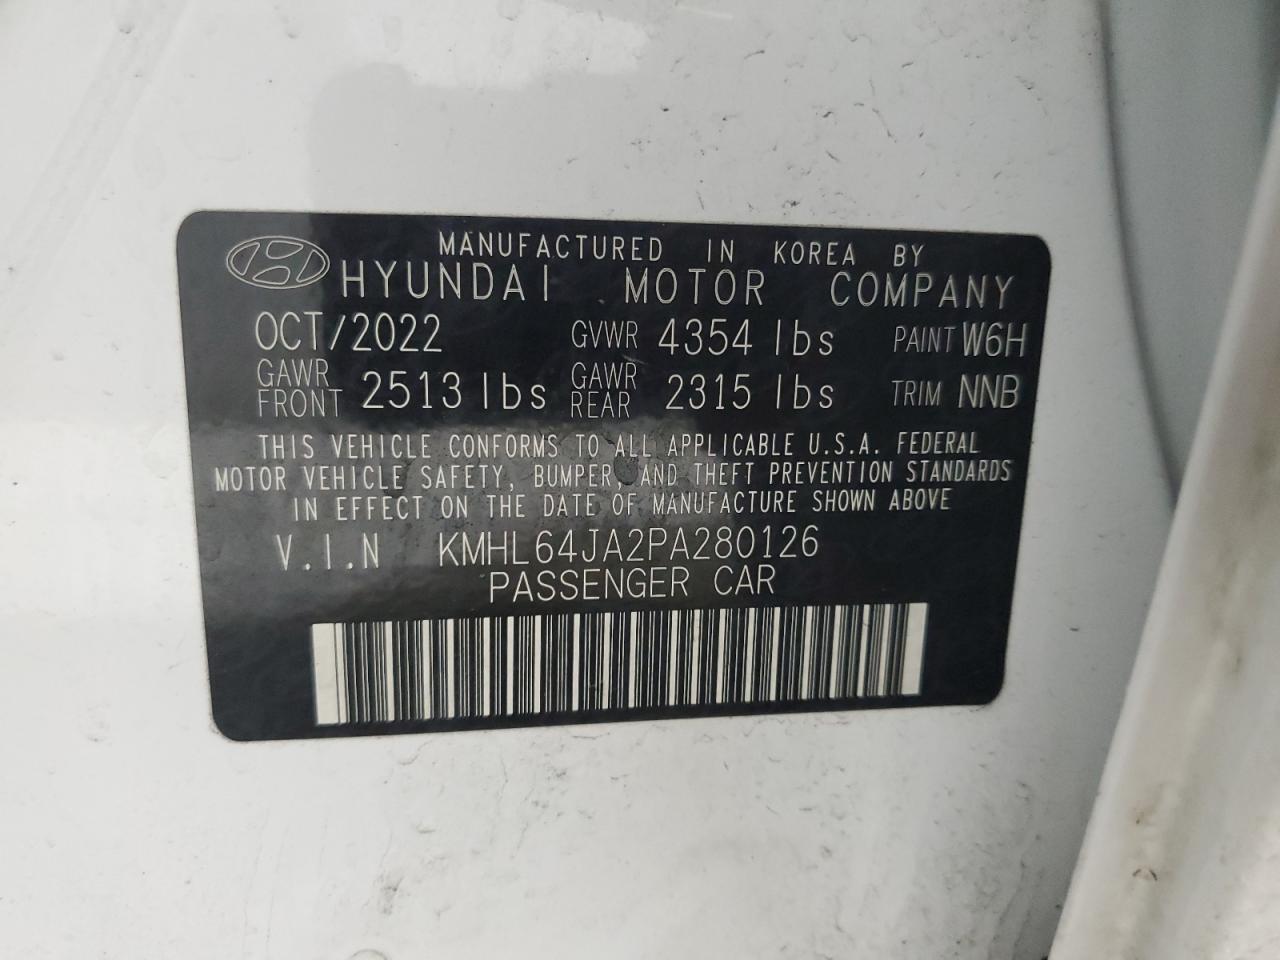 MANUFACTURED IN KOREA BY
HYUNDAI MOTOR COMPANY
OCT/2022 GVWR 4354 lbs PAINT W6H
GAWR FRONT 2513 lbs GAWR REAR 2315 lbs TRIM NNB
THIS VEHICLE CONFORMS TO ALL APPLICABLE U.S.A. FEDERAL
MOTOR VEHICLE SAFETY, BUMPER, AND THEFT PREVENTION STANDARDS
IN EFFECT ON THE DATE OF MANUFACTURE SHOWN ABOVE
V.I.N KMHL64JA2PA280126
PASSENGER CAR